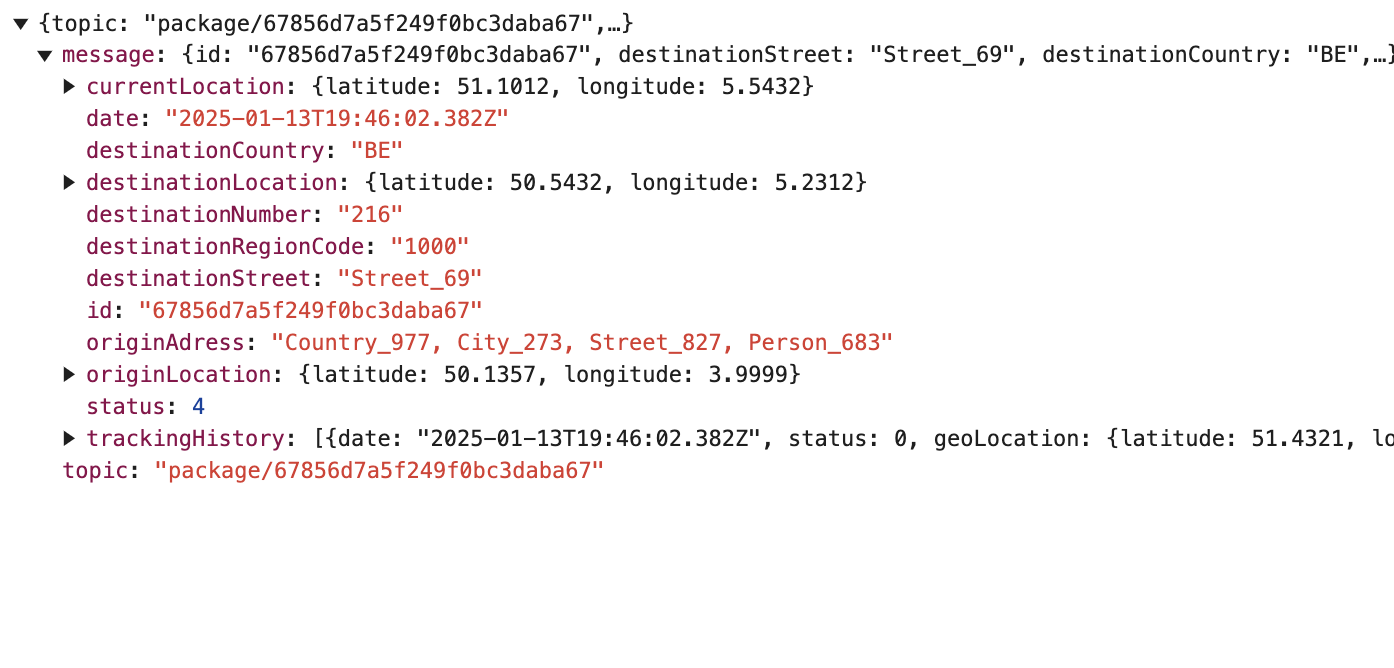 ▼ {topic: "package/67856d7a5f249f0bc3daba67",…}
▼ message: {id: "67856d7a5f249f0bc3daba67", destinationStreet: "Street_69", destinationCountry: "BE",…}
▶ currentLocation: {latitude: 51.1012, longitude: 5.5432}
date: "2025-01-13T19:46:02.382Z"
destinationCountry: "BE"
▶ destinationLocation: {latitude: 50.5432, longitude: 5.2312}
destinationNumber: "216"
destinationRegionCode: "1000"
destinationStreet: "Street_69"
id: "67856d7a5f249f0bc3daba67"
originAdress: "Country_977, City_273, Street_827, Person_683"
▶ originLocation: {latitude: 50.1357, longitude: 3.9999}
status: 4
▶ trackingHistory: [{date: "2025-01-13T19:46:02.382Z", status: 0, geoLocation: {latitude: 51.4321, lo
topic: "package/67856d7a5f249f0bc3daba67"